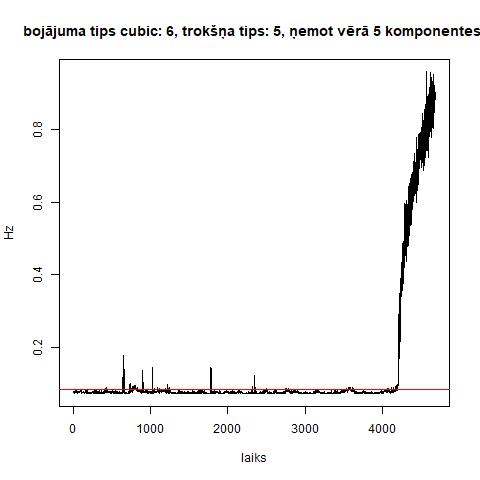 bojājuma tips cubic: 6, trokšņa tips: 5, ņemot vērā 5 komponentes
0.8
0.6
0.4
0.2
Hz
0 1000 2000 3000 4000
laiks